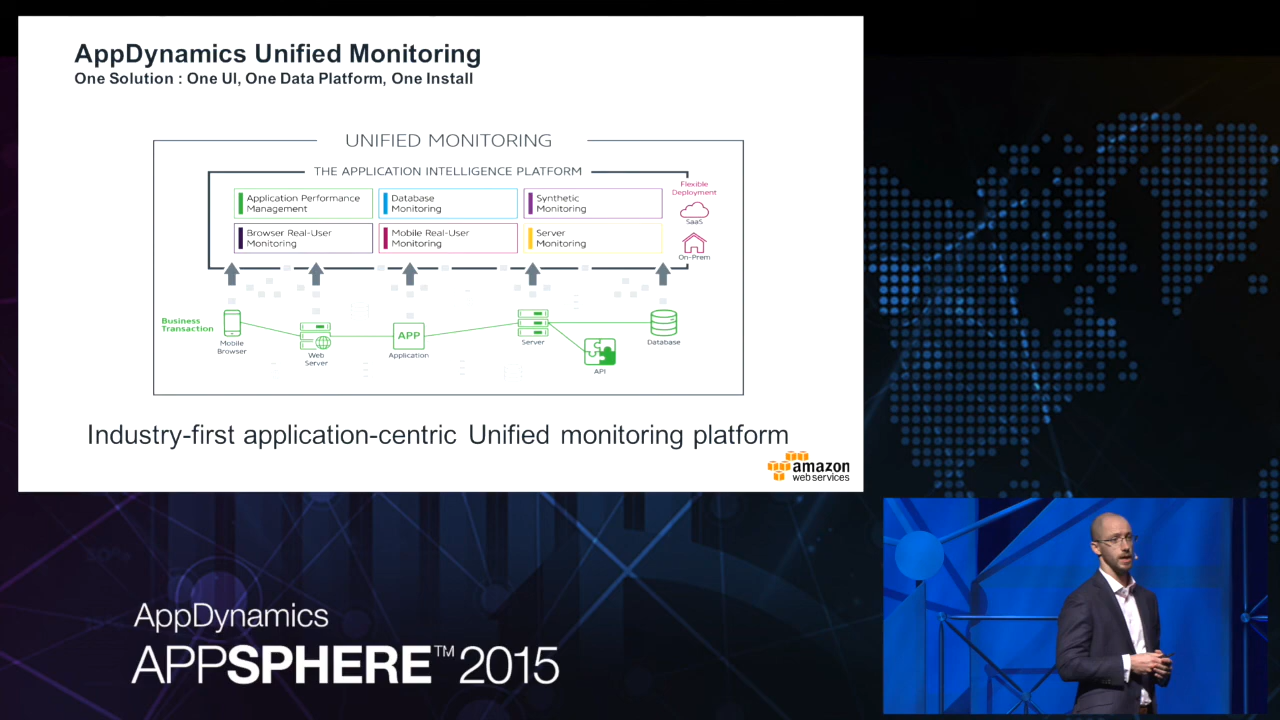 AppDynamics Unified Monitoring
One Solution : One UI, One Data Platform, One Install
UNIFIED MONITORING
THE APPLICATION INTELLIGENCE PLATFORM
Application Performance
Management
Database
Monitoring
Synthetic
Monitoring
Browser Real-User
Monitoring
Mobile Real-User
Monitoring
Server
Monitoring
Flexible
Deployment
SaaS
On-Prem
Business
Transaction
Mobile
Browser
Web
Server
APP
Application
Server
API
Database
Industry-first application-centric Unified monitoring platform
amazon
web services
AppDynamics
APPSPHERE™ 2015